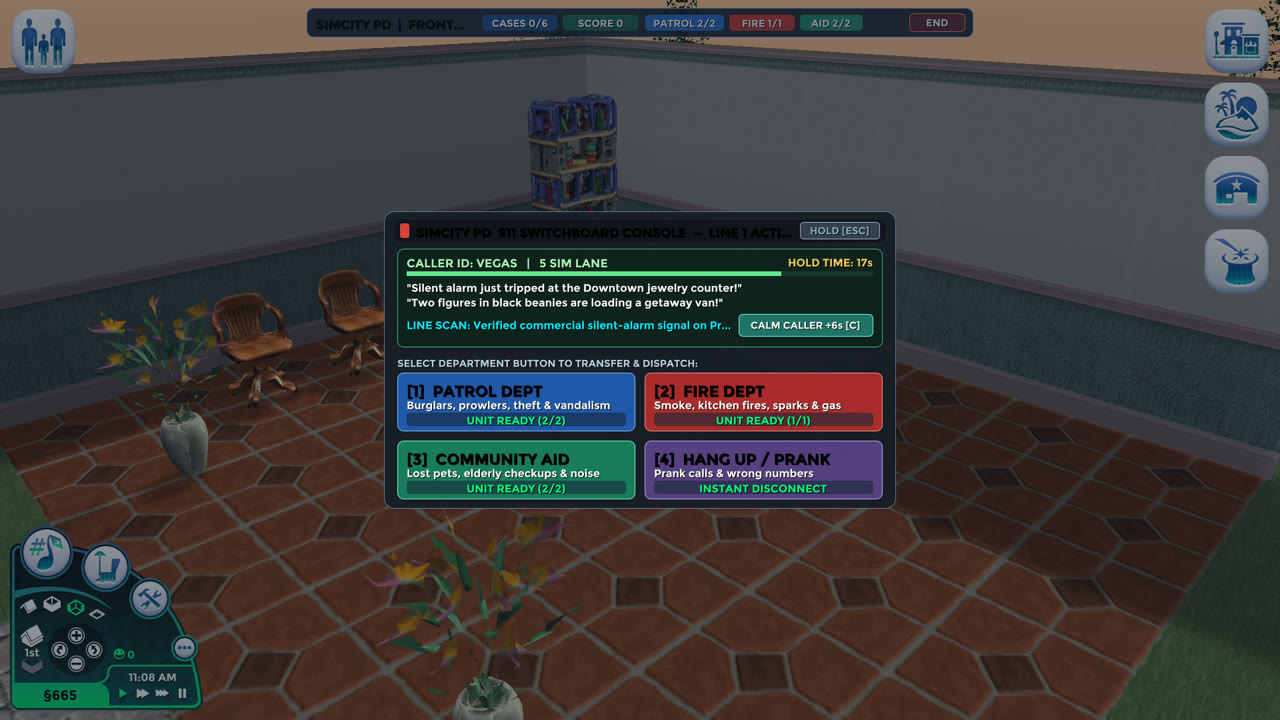 SIMCITY PD | FRONT...
CASES 0/6
SCORE 0
PATROL 2/2
FIRE 1/1
AID 2/2
END
SIMCITY PD 911 SWITCHBOARD CONSOLE – LINE 1 ACTI...
HOLD [ESC]
CALLER ID: VEGAS | 5 SIM LANE
HOLD TIME: 17s
"Silent alarm just tripped at the Downtown jewelry counter!"
"Two figures in black beanies are loading a getaway van!"
LINE SCAN: Verified commercial silent-alarm signal on Pr...
CALM CALLER +6s [C]
SELECT DEPARTMENT BUTTON TO TRANSFER & DISPATCH:
[1] PATROL DEPT
Burglars, prowlers, theft & vandalism
UNIT READY (2/2)
[2] FIRE DEPT
Smoke, kitchen fires, sparks & gas
UNIT READY (1/1)
[3] COMMUNITY AID
Lost pets, elderly checkups & noise
UNIT READY (2/2)
[4] HANG UP / PRANK
Prank calls & wrong numbers
INSTANT DISCONNECT
#
1st
0
11:08 AM
§665